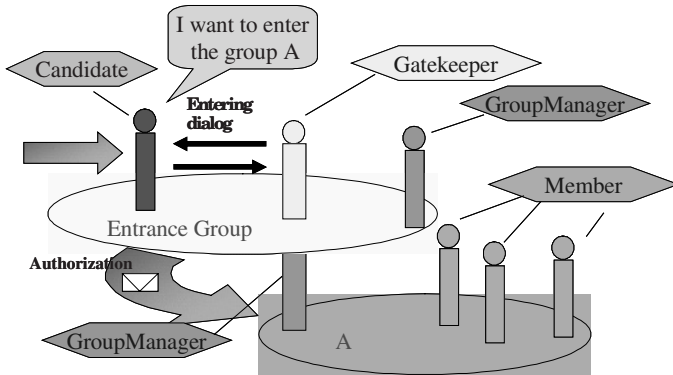 I want to enter
the group A
Candidate
Gatekeeper
Entering
dialog
GroupManager
Member
Entrance Group
Authorization
GroupManager
A